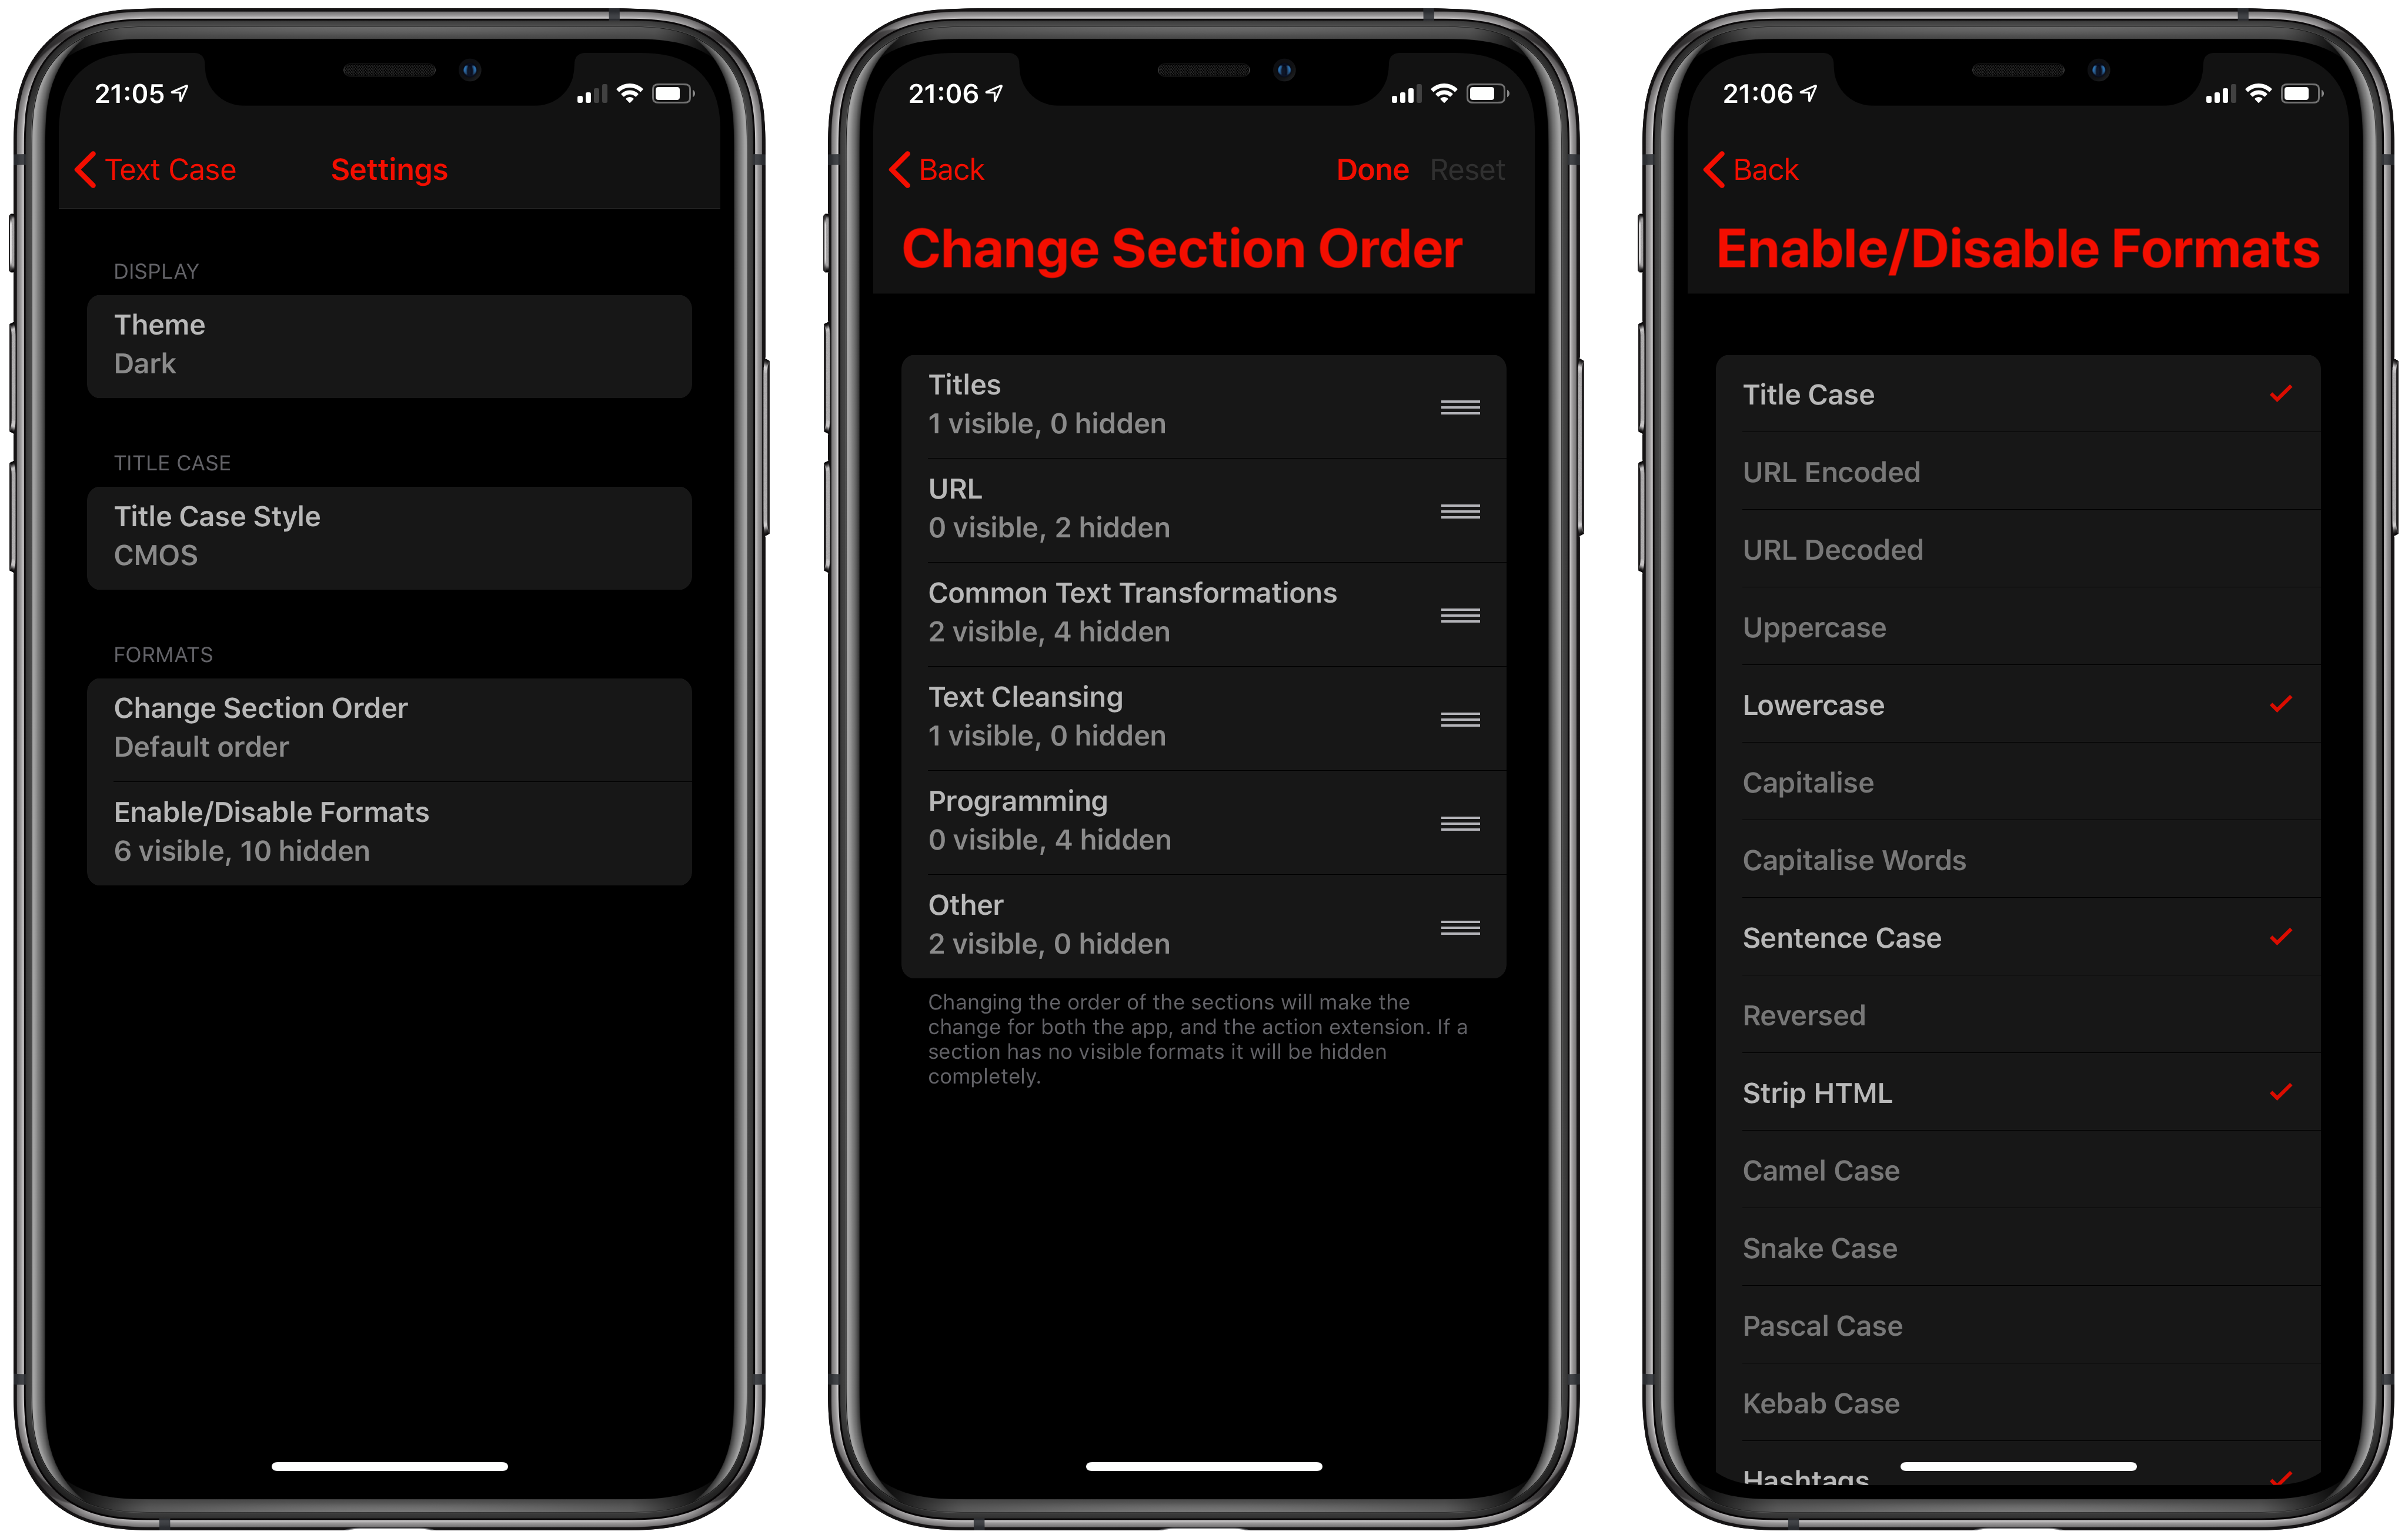 21:05
Text Case
Settings
DISPLAY
Theme
Dark
TITLE CASE
Title Case Style
CMOS
FORMATS
Change Section Order
Default order
Enable/Disable Formats
6 visible, 10 hidden
21:06
Back
Done
Reset
Change Section Order
Titles
1 visible, 0 hidden
URL
0 visible, 2 hidden
Common Text Transformations
2 visible, 4 hidden
Text Cleansing
1 visible, 0 hidden
Programming
0 visible, 4 hidden
Other
2 visible, 0 hidden
Changing the order of the sections will make the
change for both the app, and the action extension. If a
section has no visible formats it will be hidden
completely.
21:06
Back
Enable/Disable Formats
Title Case
URL Encoded
URL Decoded
Uppercase
Lowercase
Capitalise
Capitalise Words
Sentence Case
Reversed
Strip HTML
Camel Case
Snake Case
Pascal Case
Kebab Case
Hashtags